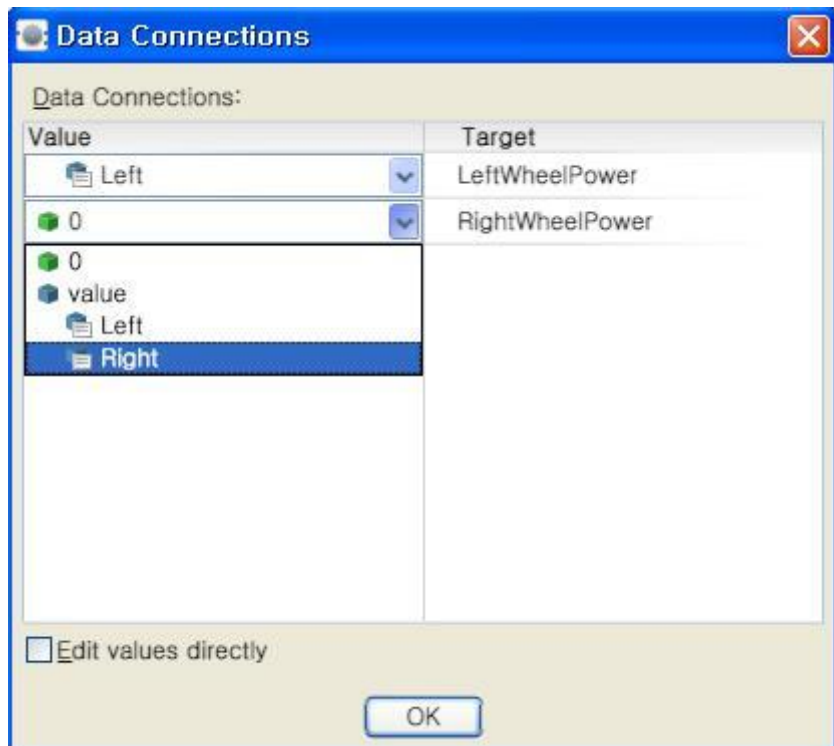 Data Connections
Data Connections:
Value Target
Left LeftWheelPower
0 RightWheelPower
0
value
Left
Right
Edit values directly
OK